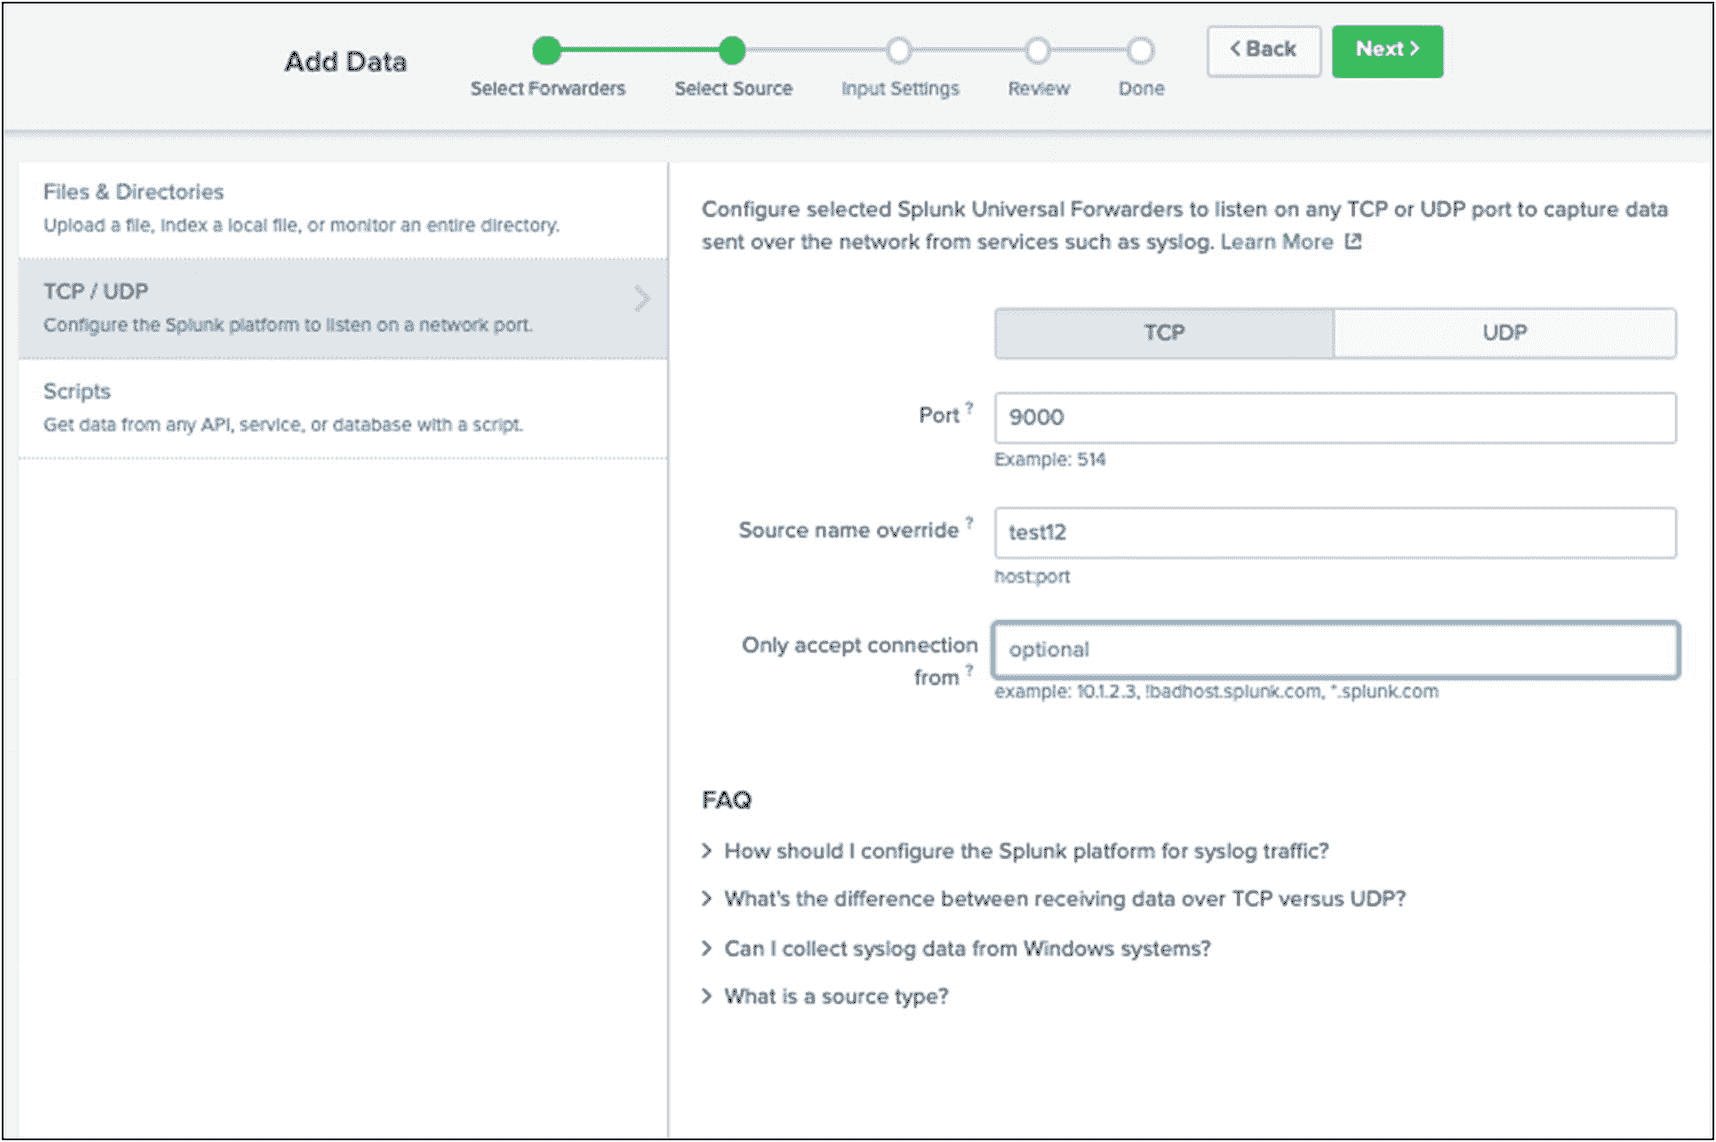 Add Data
Select Forwarders
Select Source
Input Settings
Review
Done
< Back
Next >
Files & Directories
Upload a file, index a local file, or monitor an entire directory.
TCP / UDP
Configure the Splunk platform to listen on a network port.
Scripts
Get data from any API, service, or database with a script.
Configure selected Splunk Universal Forwarders to listen on any TCP or UDP port to capture data
sent over the network from services such as syslog. Learn More
TCP
UDP
Port ?
9000
Example: 514
Source name override ?
test12
host:port
Only accept connection
from ?
optional
example: 10.1.2.3, !badhost.splunk.com, *.splunk.com
FAQ
> How should I configure the Splunk platform for syslog traffic?
> What's the difference between receiving data over TCP versus UDP?
> Can I collect syslog data from Windows systems?
> What is a source type?